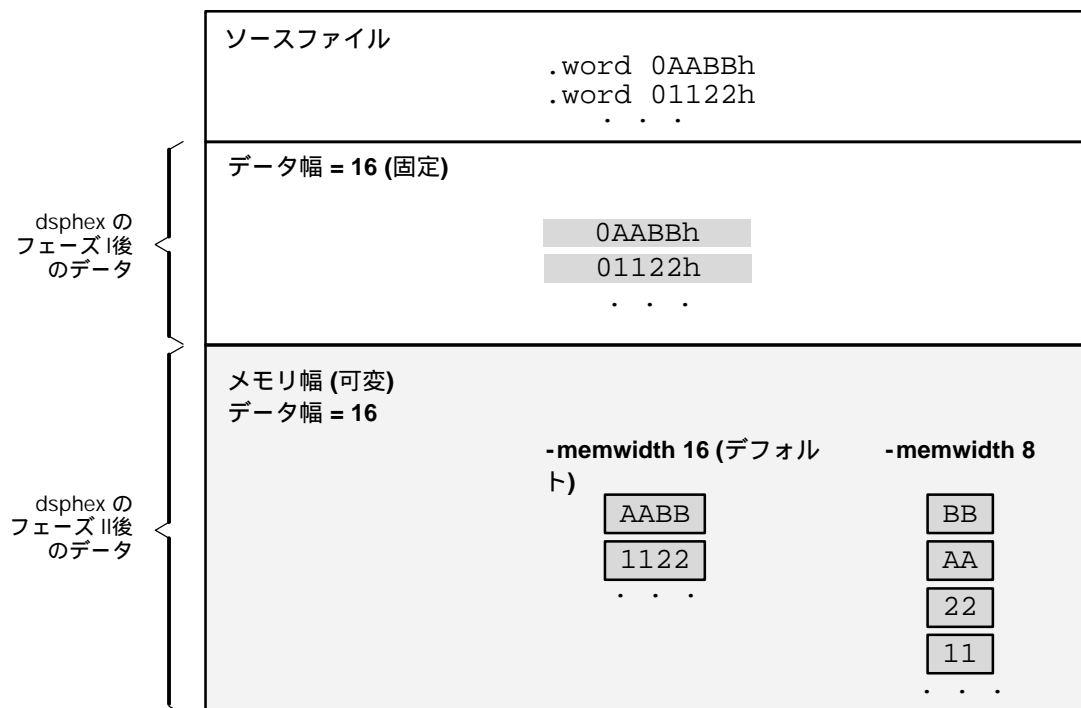 ソースファイル
.word 0AABBh
.word 01122h
. . .
データ幅 = 16 (固定)
dsphex の
フェーズ I後
のデータ
0AABBh
01122h
. . .
メモリ幅 (可変)
データ幅 = 16
dsphex の
フェーズ II後
のデータ
-memwidth 16 (デフォル
ト)
AABB
1122
. . .
-memwidth 8
BB
AA
22
11
. . .